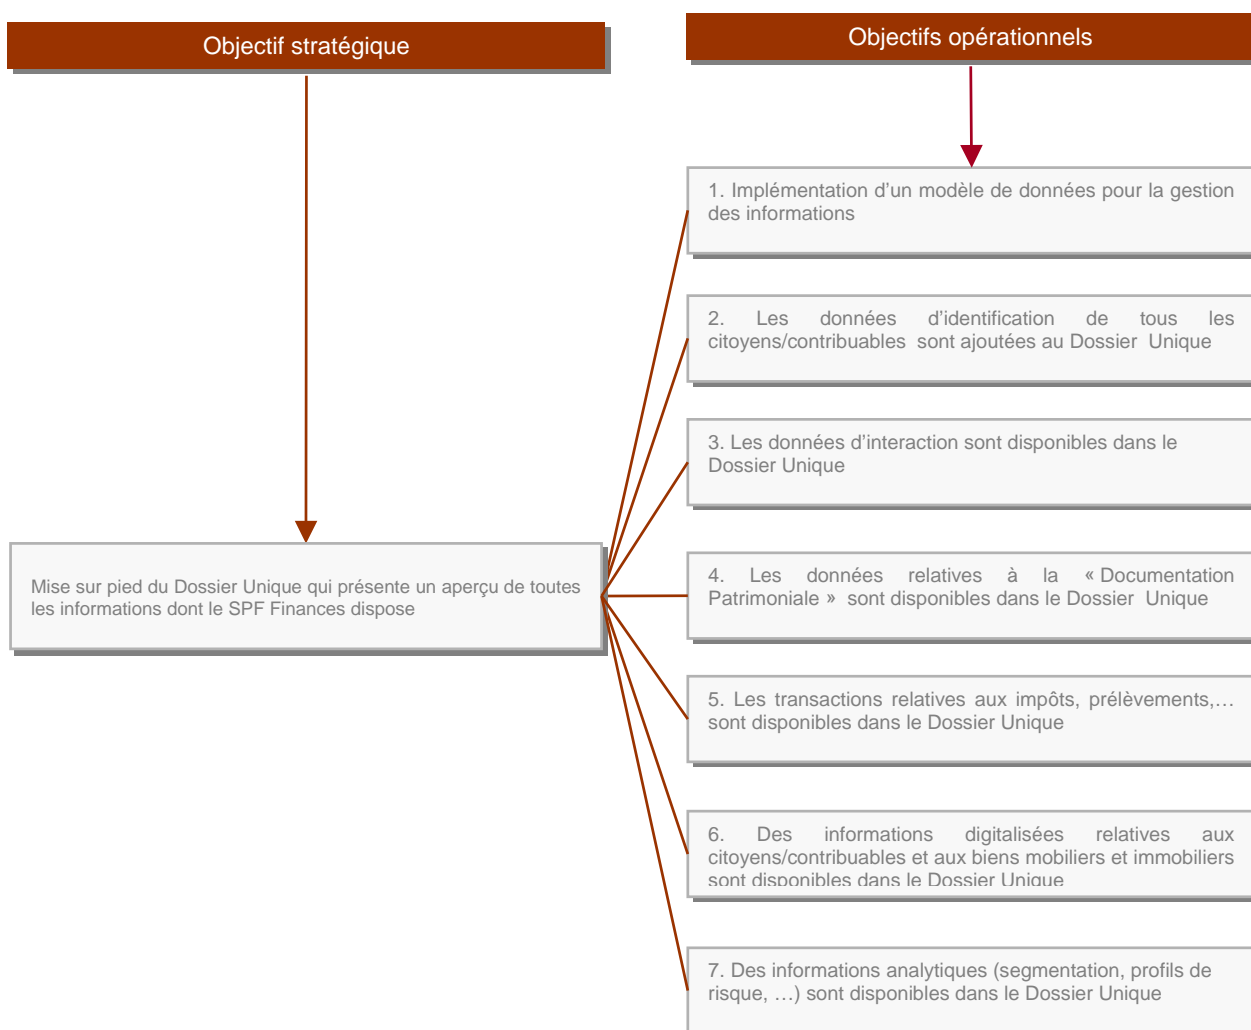 Objectif stratégique
Objectifs opérationnels
1. Implémentation d’un modèle de données pour la gestion
des informations
2. Les données d’identification de tous les
citoyens/contribuables sont ajoutées au Dossier Unique
3. Les données d’interaction sont disponibles dans le
Dossier Unique
Mise sur pied du Dossier Unique qui présente un aperçu de toutes
les informations dont le SPF Finances dispose
4. Les données relatives à la « Documentation
Patrimoniale » sont disponibles dans le Dossier Unique
5. Les transactions relatives aux impôts, prélèvements,…
sont disponibles dans le Dossier Unique
6. Des informations digitalisées relatives aux
citoyens/contribuables et aux biens mobiliers et immobiliers
sont disponibles dans le Dossier Unique
7. Des informations analytiques (segmentation, profils de
risque, …) sont disponibles dans le Dossier Unique